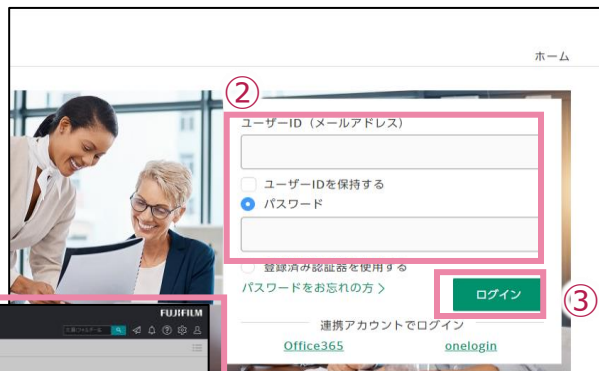 ホーム
②
ユーザーID（メールアドレス）
ユーザーIDを保持する
パスワード
登録済み認証器を使用する
パスワードをお忘れの方 >
ログイン
③
連携アカウントでログイン
Office365
onelogin
FUJIFILM